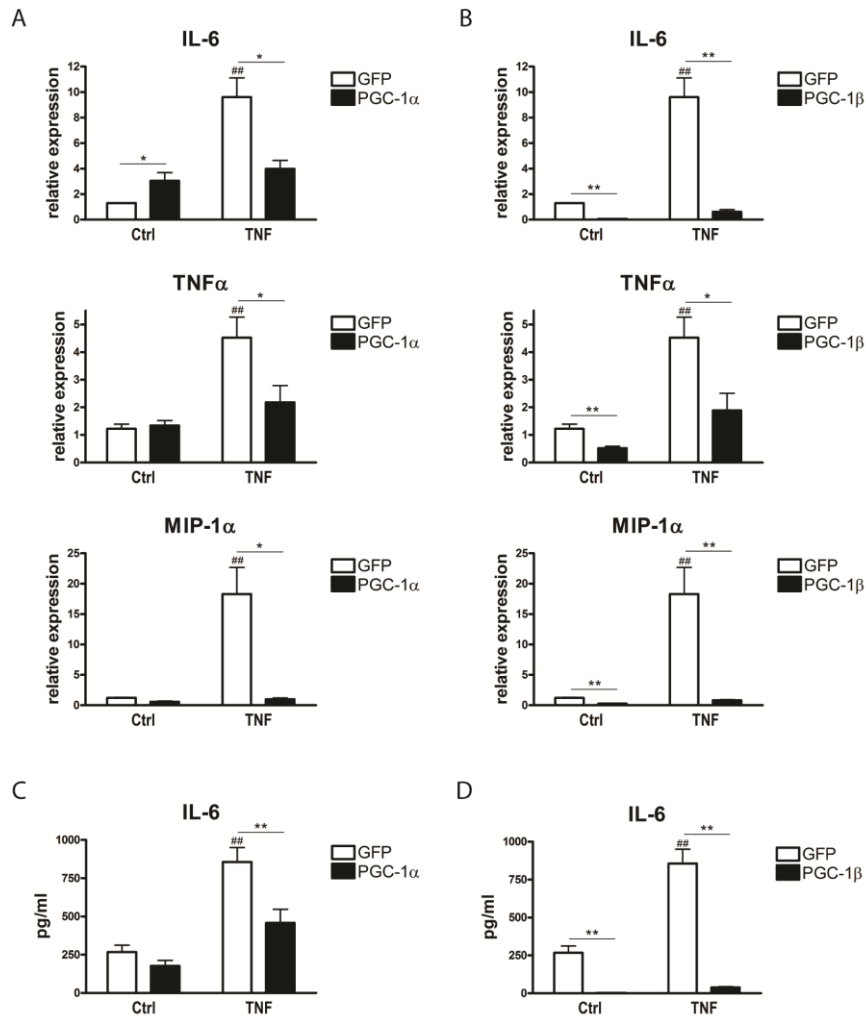 A
IL-6
relative expression
12
10
8
6
4
2
0
*
##
*
Ctrl
TNF
GFP
PGC-1α
TNFα
relative expression
5
4
3
2
1
0
##
*
Ctrl
TNF
GFP
PGC-1α
MIP-1α
relative expression
25
20
15
10
5
0
##
*
Ctrl
TNF
GFP
PGC-1α
B
IL-6
relative expression
12
10
8
6
4
2
0
**
##
**
Ctrl
TNF
GFP
PGC-1β
TNFα
relative expression
5
4
3
2
1
0
**
##
*
Ctrl
TNF
GFP
PGC-1β
MIP-1α
relative expression
25
20
15
10
5
0
**
##
**
Ctrl
TNF
GFP
PGC-1β
C
IL-6
pg/ml
1000
750
500
250
0
##
**
Ctrl
TNF
GFP
PGC-1α
D
IL-6
pg/ml
1000
750
500
250
0
**
##
**
Ctrl
TNF
GFP
PGC-1β